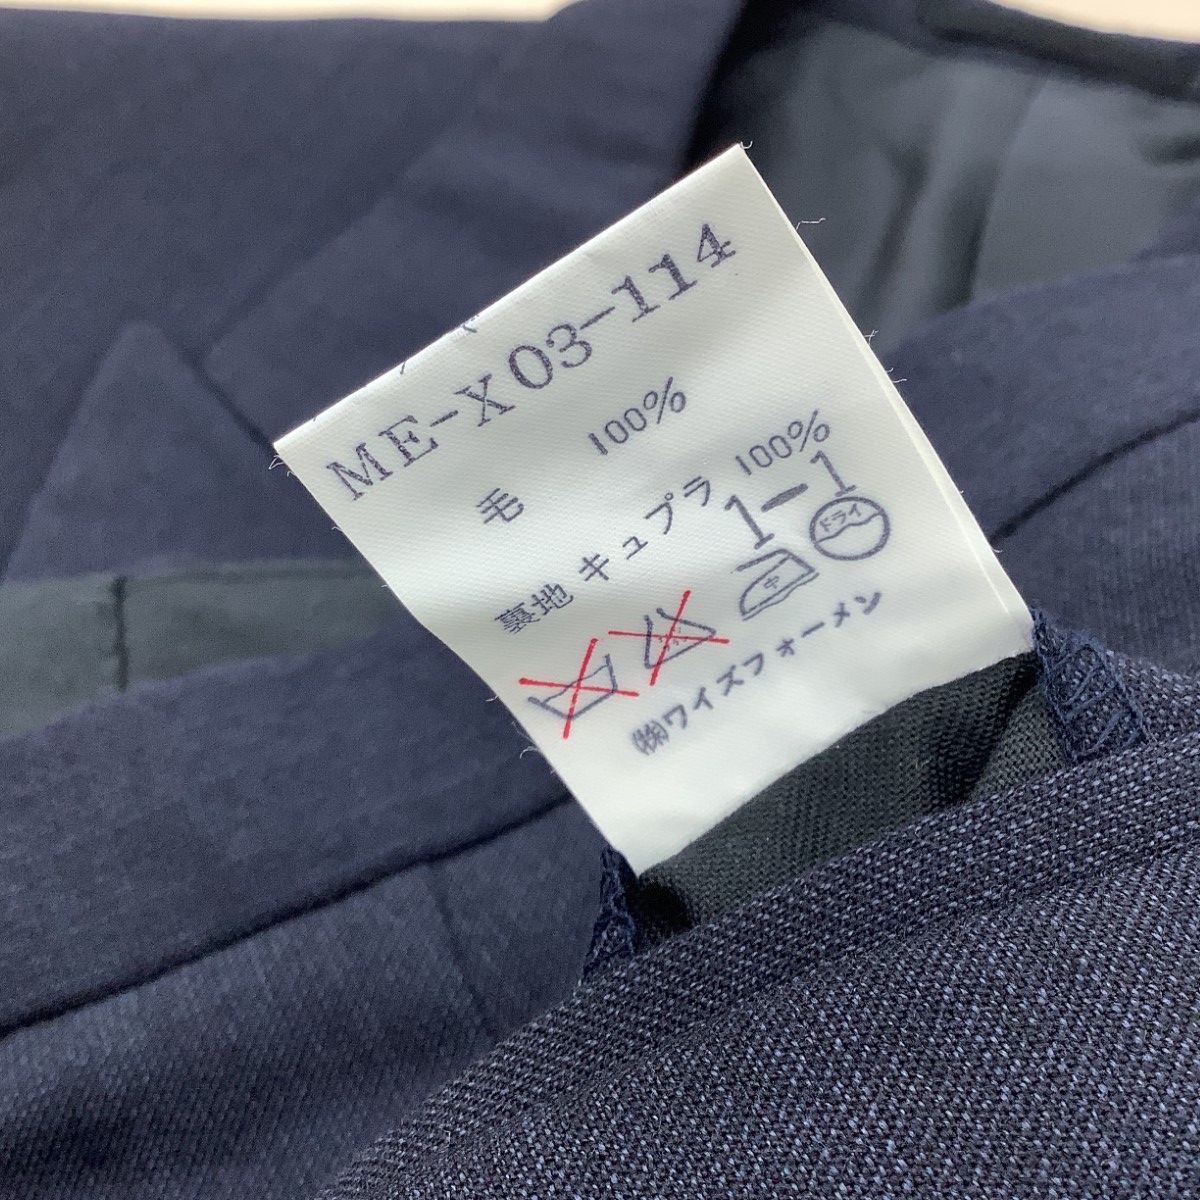 ME-X03-114
毛 100%
裏地 キュプラ 100%
1-1
中 ドライ
㈱ワイズフォーメン